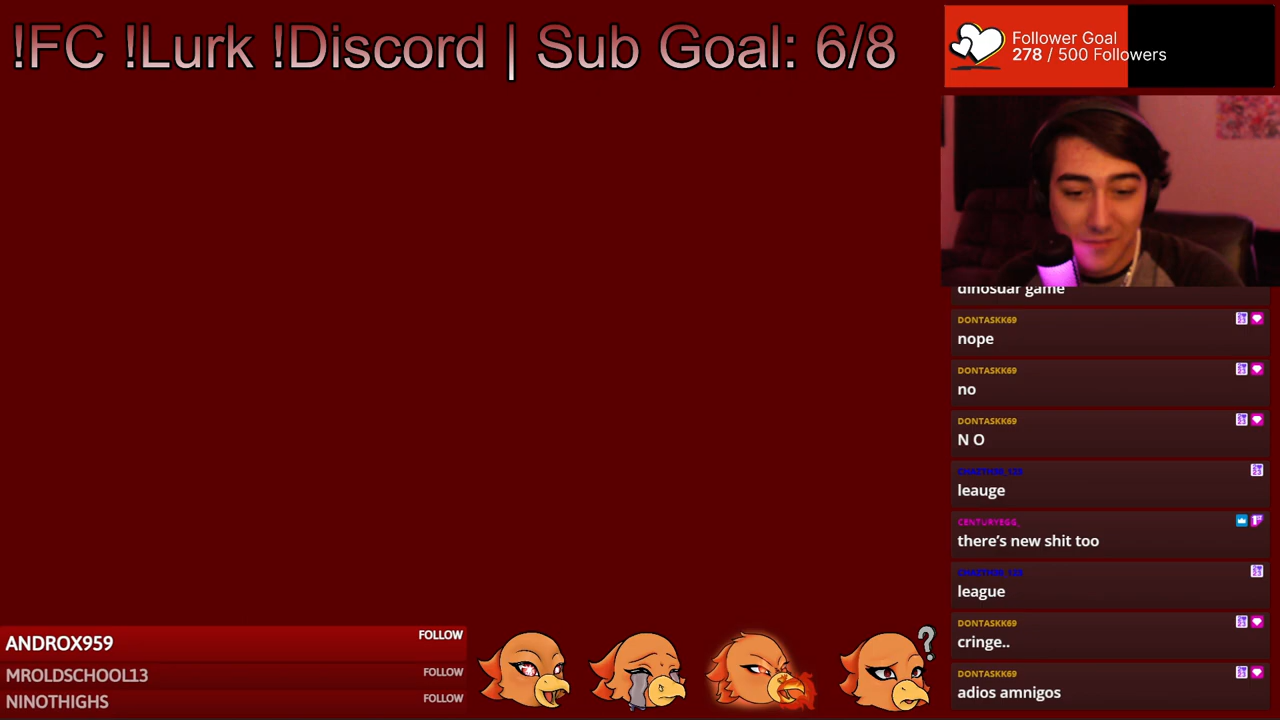 !FC !Lurk !Discord | Sub Goal: 6/8
Follower Goal
278 / 500 Followers
dinosuar game
DONTASKK69
nope
DONTASKK69
no
DONTASKK69
N O
leauge
CENTURYEGG_
there's new shit too
league
DONTASKK69
cringe..
DONTASKK69
adios amnigos
ANDROX959 FOLLOW
MROLDSCHOOL13 FOLLOW
NINOTHIGHS FOLLOW
?